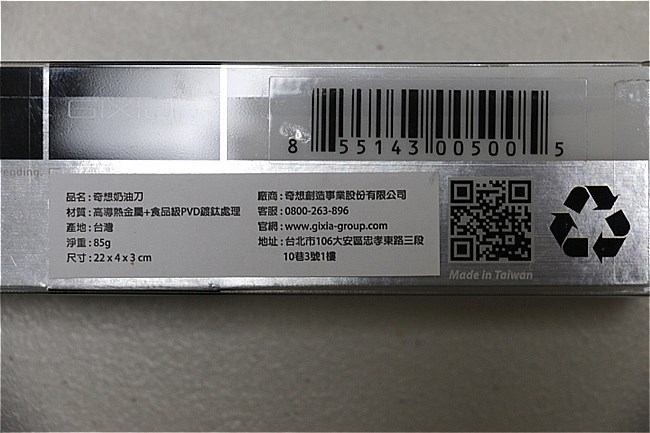 GIXIA
8 55143 00500 5
ending.
品名：奇想奶油刀
材質：高導熱金屬+食品級PVD鍍鈦處理
產地：台灣
淨重：85g
尺寸：22 x 4 x 3 cm
廠商：奇想創造事業股份有限公司
客服：0800-263-896
官網：www.gixia-group.com
地址：台北市106大安區忠孝東路三段
10巷3號1樓
Made in Taiwan